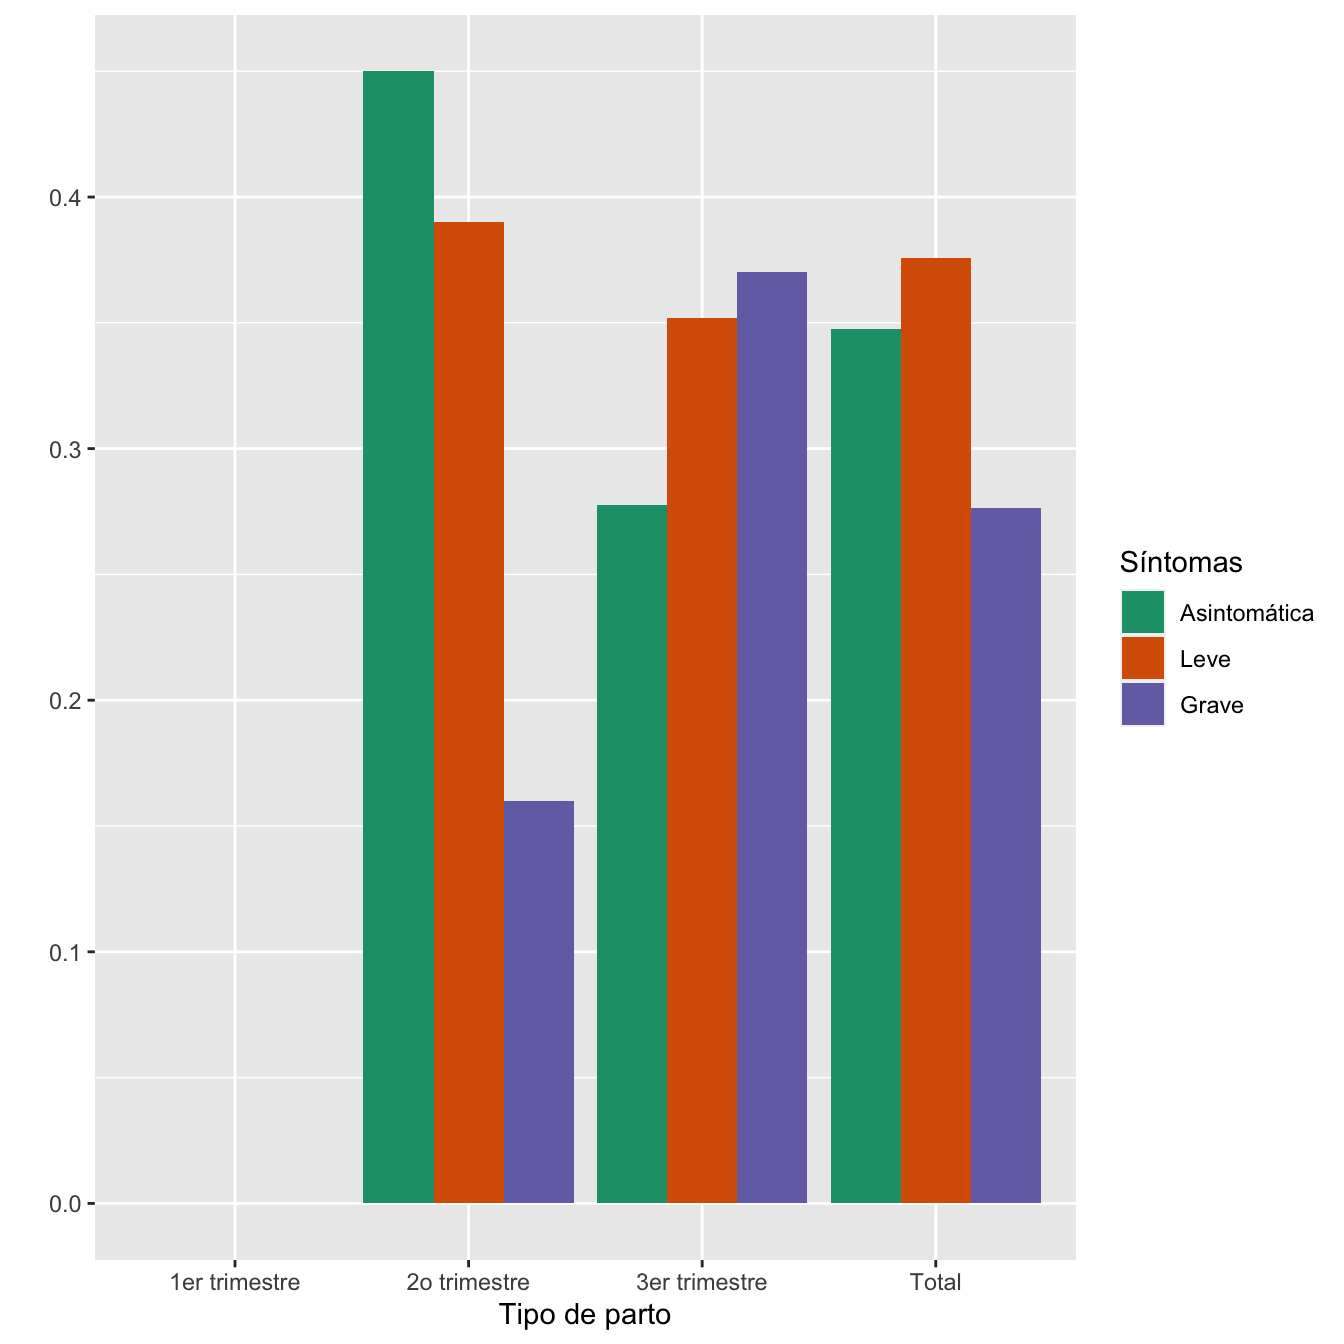 0.4
0.3
0.2
0.1
0.0
1er trimestre
2o trimestre
3er trimestre
Total
Tipo de parto
Síntomas
Asintomática
Leve
Grave